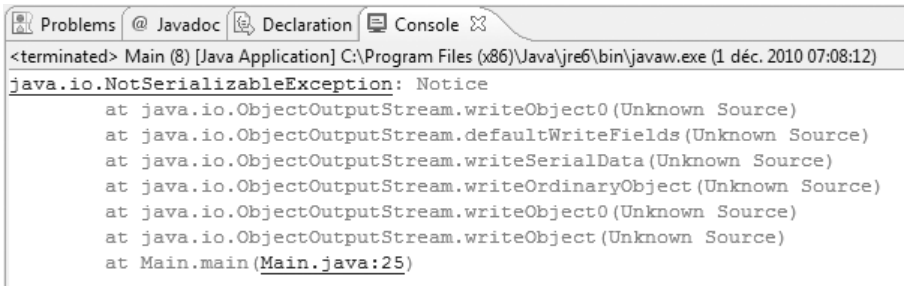 Problems @ Javadoc Declaration Console
<terminated> Main (8) [Java Application] C:\Program Files (x86)\Java\jre6\bin\javaw.exe (1 déc. 2010 07:08:12)
java.io.NotSerializableException: Notice
at java.io.ObjectOutputStream.writeObject0(Unknown Source)
at java.io.ObjectOutputStream.defaultWriteFields(Unknown Source)
at java.io.ObjectOutputStream.writeSerialData(Unknown Source)
at java.io.ObjectOutputStream.writeOrdinaryObject(Unknown Source)
at java.io.ObjectOutputStream.writeObject0(Unknown Source)
at java.io.ObjectOutputStream.writeObject(Unknown Source)
at Main.main(Main.java:25)